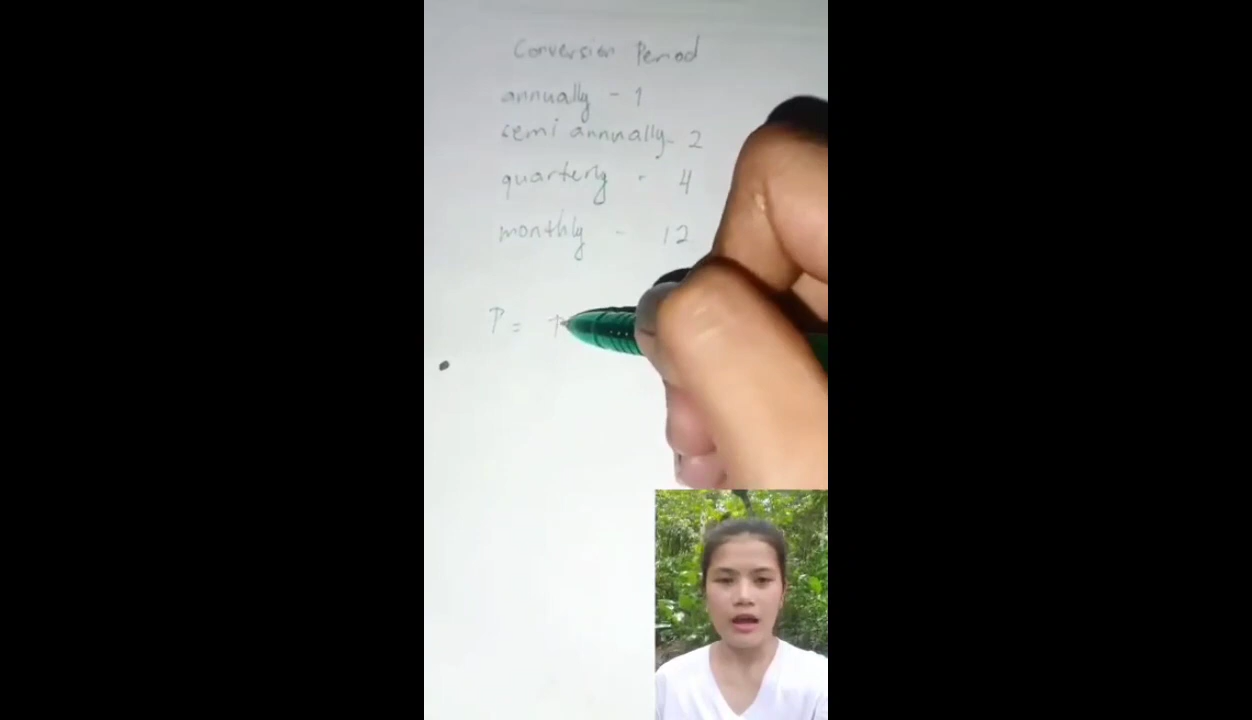 Conversion Period
annually - 1
semi annually - 2
quarterly - 4
monthly - 12
P =